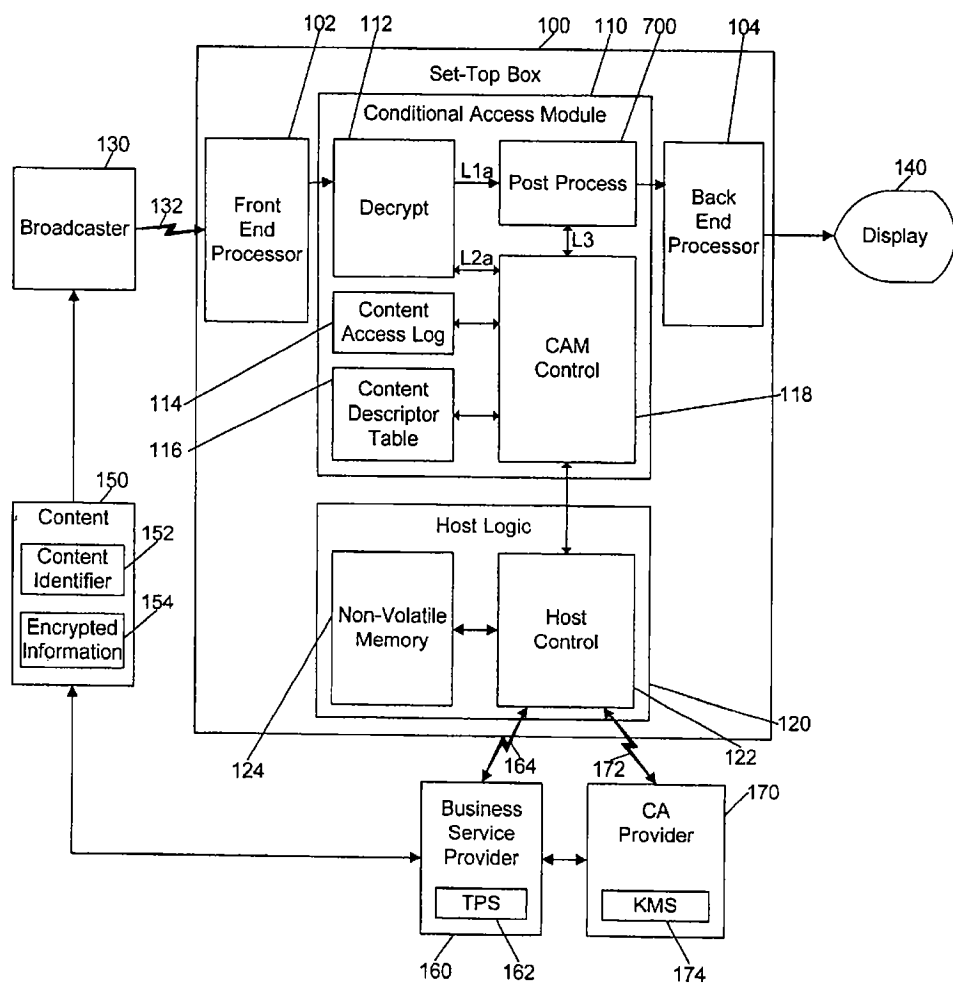 102
112
100
110
700
104
Set-Top Box
Conditional Access Module
130
132
140
Broadcaster
Front
End
Processor
Decrypt
L1a
Post Process
Back
End
Processor
Display
L3
L2a
Content
Access Log
CAM
Control
114
Content
Descriptor
Table
116
118
150
Content
152
Content
Identifier
154
Encrypted
Information
Host Logic
Non-Volatile
Memory
Host
Control
124
164
172
122
120
Business
Service
Provider
CA
Provider
170
TPS
KMS
160
162
174